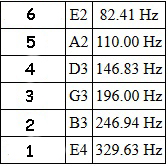 6 E2 82.41 Hz
5 A2 110.00 Hz
4 D3 146.83 Hz
3 G3 196.00 Hz
2 B3 246.94 Hz
1 E4 329.63 Hz